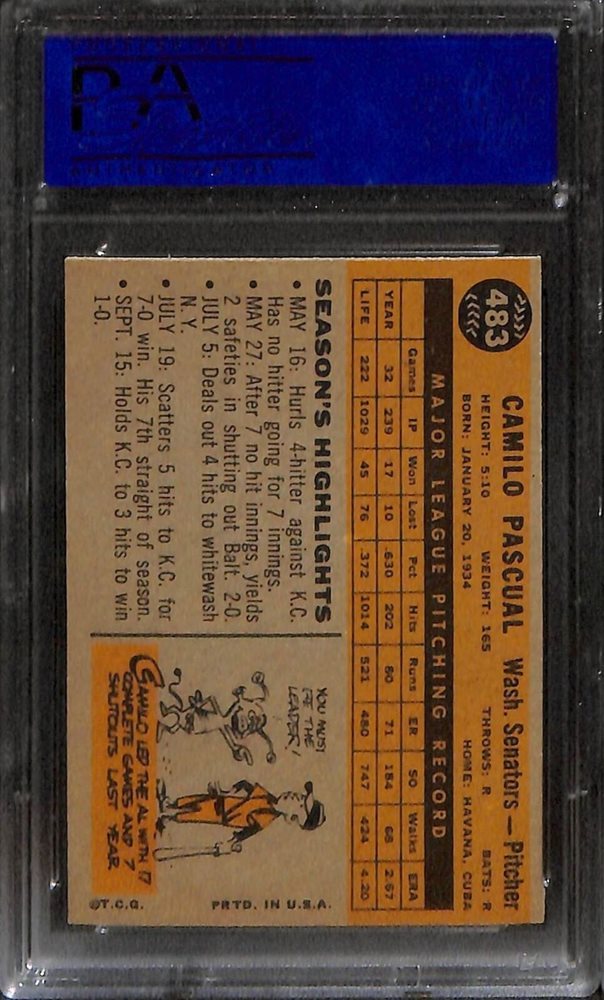 PSA
483
CAMILO PASCUAL Wash. Senators — Pitcher
HEIGHT: 5:10 WEIGHT: 165 THROWS: R BATS: R
BORN: JANUARY 20, 1934 HOME: HAVANA, CUBA
MAJOR LEAGUE PITCHING RECORD
Games IP Won Lost Pct Hits Runs ER SO Walks ERA
YEAR 32 239 17 10 .630 202 80 71 184 68 2.67
LIFE 222 1029 45 76 .372 1014 521 480 747 424 4.20
SEASON'S HIGHLIGHTS
• MAY 16: Hurls 4-hitter against K.C.
Has no hitter going for 7 innings.
• MAY 27: After 7 no hit innings, yields
2 safeties in shutting out Balt. 2-0.
• JULY 5: Deals out 4 hits to whitewash
N.Y.
• JULY 19: Scatters 5 hits to K.C. for
7-0 win. His 7th straight of season.
• SEPT. 15: Holds K.C. to 3 hits to win
1-0.
YOU MUST
BE THE
LEADER!
CAMILO LED THE AL WITH 17
COMPLETE GAMES AND 7
SHUTOUTS LAST YEAR
©T.C.G. PRTD. IN U.S.A.